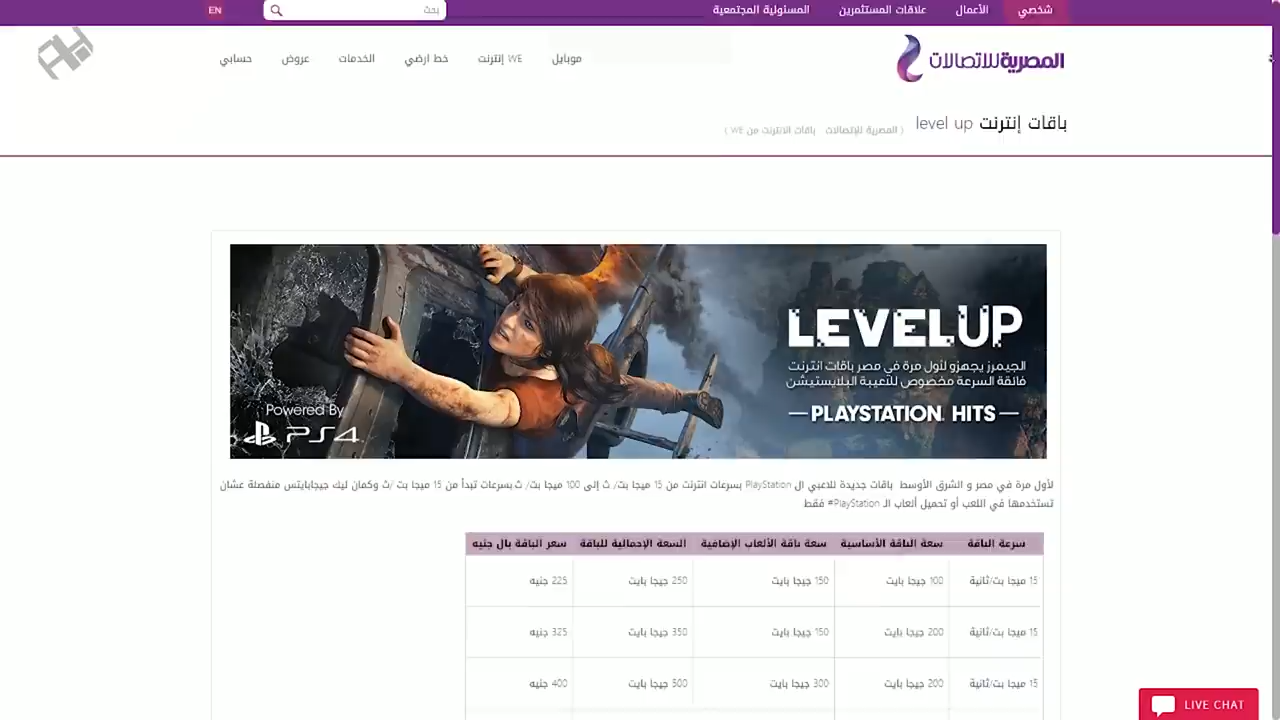 شخصي الأعمال علاقات المستثمرين المسئولية المجتمعية بحث EN
المصرية للاتصالات
موبايل WE إنترنت خط ارضي الخدمات عروض حسابي
باقات إنترنت level up ( المصرية للإتصالات باقات الانترنت من WE )
LEVELUP
الجيمرز يجهزو لأول مرة في مصر باقات انترنت
فائقة السرعة مخصوص للعيبة البلايستيشن
— PLAYSTATION HITS —
Powered By
PS4
لأول مرة في مصر و الشرق الأوسط باقات جديدة للاعبي ال PlayStation بسرعات انترنت من 15 ميجا بت/ ث إلى 100 ميجا بت/ ث.بسرعات تبدأ من 15 ميجا بت /ث وكمان ليك جيجابايتس منفصلة عشان
تستخدمها في اللعب أو تحميل ألعاب الـ PlayStation# فقط
سرعة الباقة سعة الباقة الأساسية سعة باقة الألعاب الإضافية السعة الإجمالية للباقة سعر الباقة بال جنيه
15 ميجا بت/ثانية 100 جيجا بايت 150 جيجا بايت 250 جيجا بايت 225 جنيه
15 ميجا بت/ثانية 200 جيجا بايت 150 جيجا بايت 350 جيجا بايت 325 جنيه
15 ميجا بت/ثانية 200 جيجا بايت 300 جيجا بايت 500 جيجا بايت 400 جنيه
LIVE CHAT